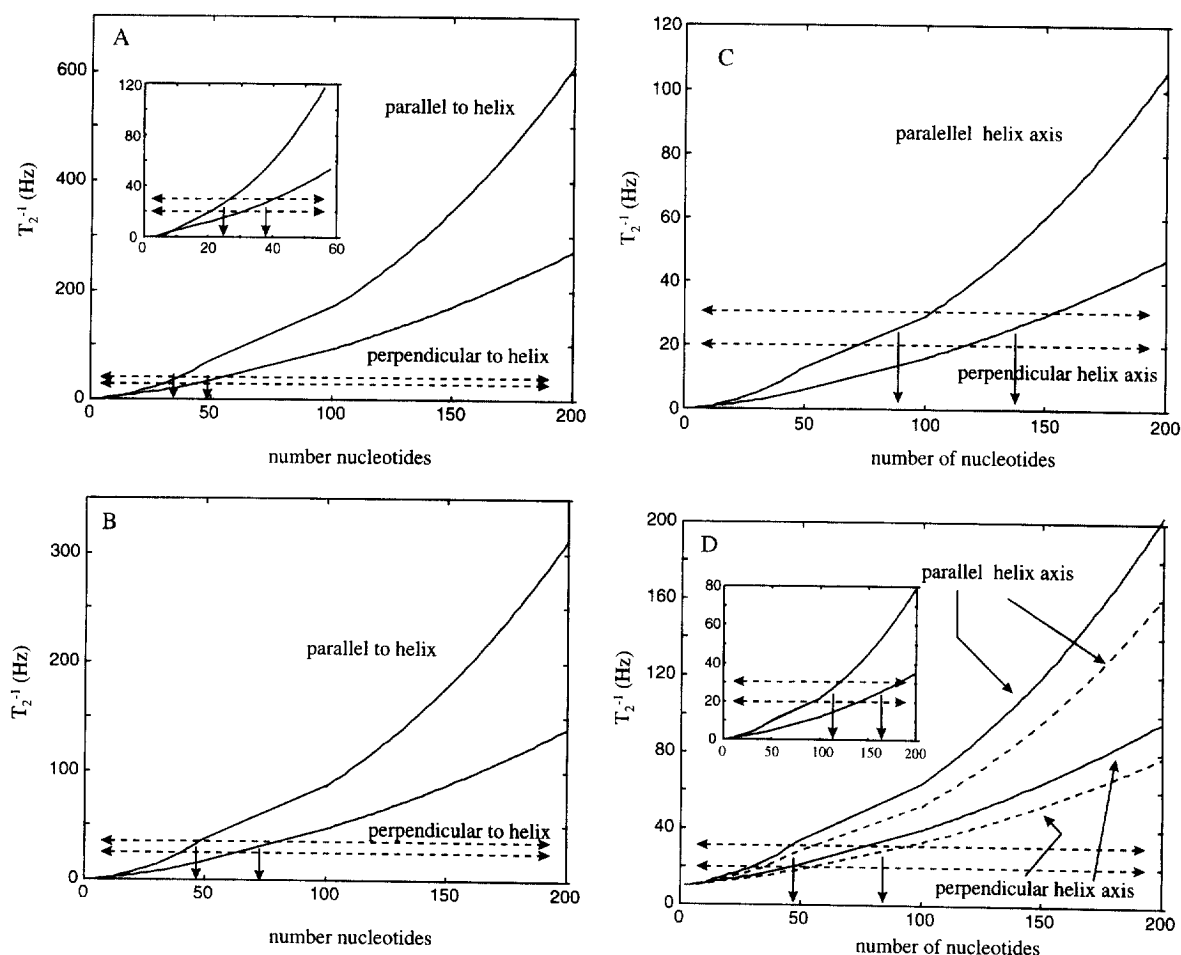 A
T₂⁻¹ (Hz)
600
400
200
0
0
50
100
150
200
number nucleotides
parallel to helix
perpendicular to helix
120
80
40
0
0
20
40
60
C
T₂⁻¹ (Hz)
120
100
80
60
40
20
0
0
50
100
150
200
number of nucleotides
paralellel helix axis
perpendicular helix axis
B
T₂⁻¹ (Hz)
300
200
100
0
0
50
100
150
200
number nucleotides
parallel to helix
perpendicular to helix
D
T₂⁻¹ (Hz)
200
160
120
80
40
0
0
50
100
150
200
number of nucleotides
parallel helix axis
perpendicular helix axis
80
60
40
20
0
50
100
150
200